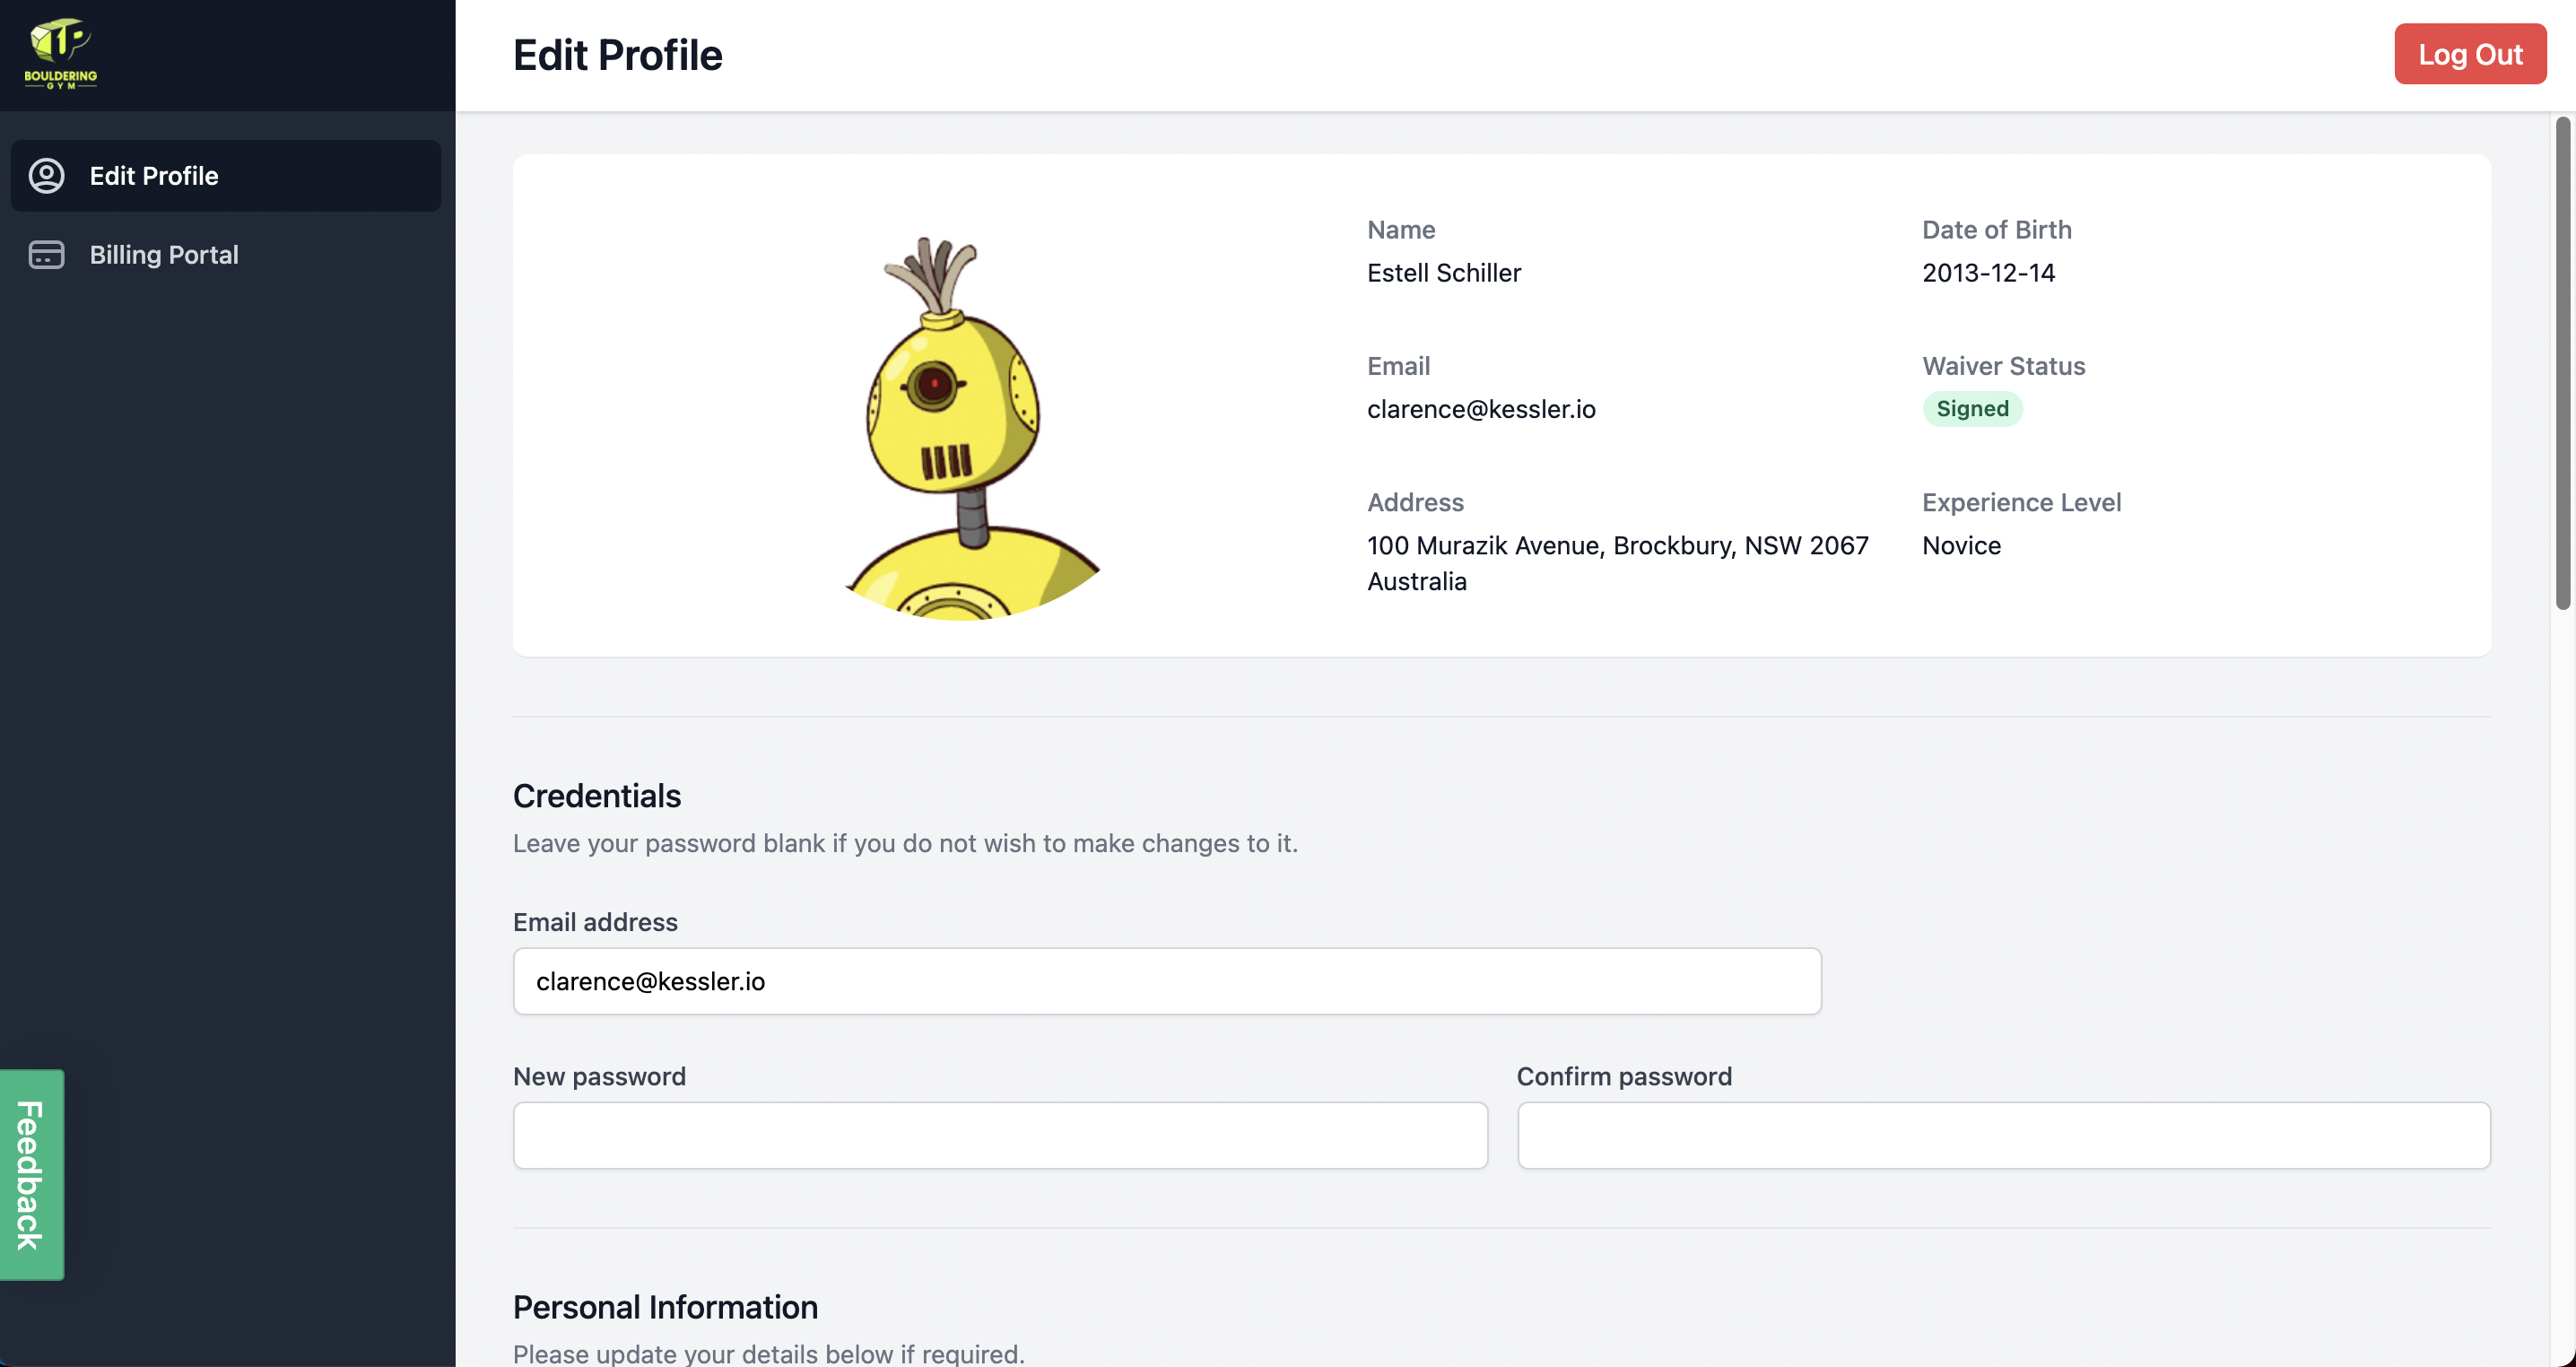 BOULDERING
GYM
Edit Profile
Log Out
Edit Profile
Billing Portal
Name
Estell Schiller
Date of Birth
2013-12-14
Email
clarence@kessler.io
Waiver Status
Signed
Address
100 Murazik Avenue, Brockbury, NSW 2067
Australia
Experience Level
Novice
Credentials
Leave your password blank if you do not wish to make changes to it.
Email address
clarence@kessler.io
New password
Confirm password
Feedback
Personal Information
Please update your details below if required.